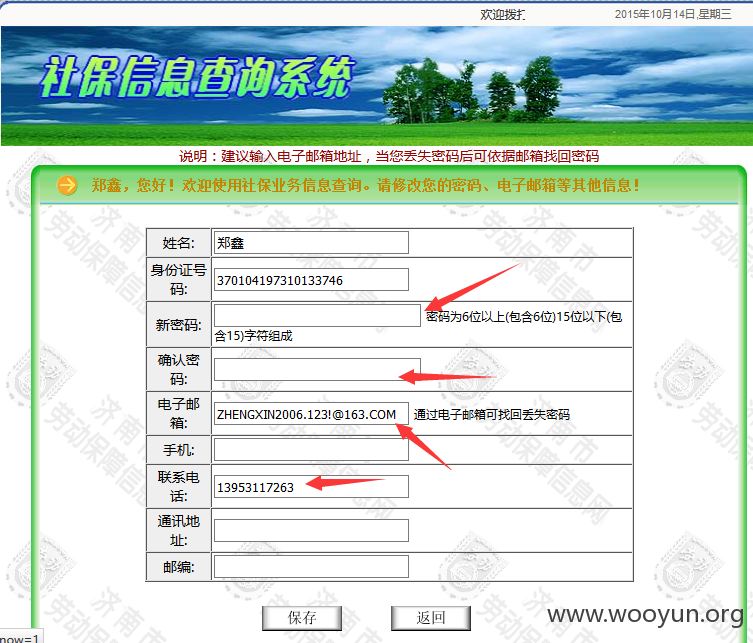 欢迎拨打
2015年10月14日,星期三
社保信息查询系统
说明：建议输入电子邮箱地址，当您丢失密码后可依据邮箱找回密码
郑鑫，您好！欢迎使用社保业务信息查询。请修改您的密码、电子邮箱等其他信息！
姓名: 郑鑫
身份证号
码: 370104197310133746
新密码: 密码为6位以上(包含6位)15位以下(包
含15)字符组成
确认密
码:
电子邮
箱: ZHENGXIN2006.123!@163.COM 通过电子邮箱可找回丢失密码
手机:
联系电
话: 13953117263
通讯地
址:
邮编:
保存 返回
www.wooyun.org
now=1
济南市
劳动保障信息网